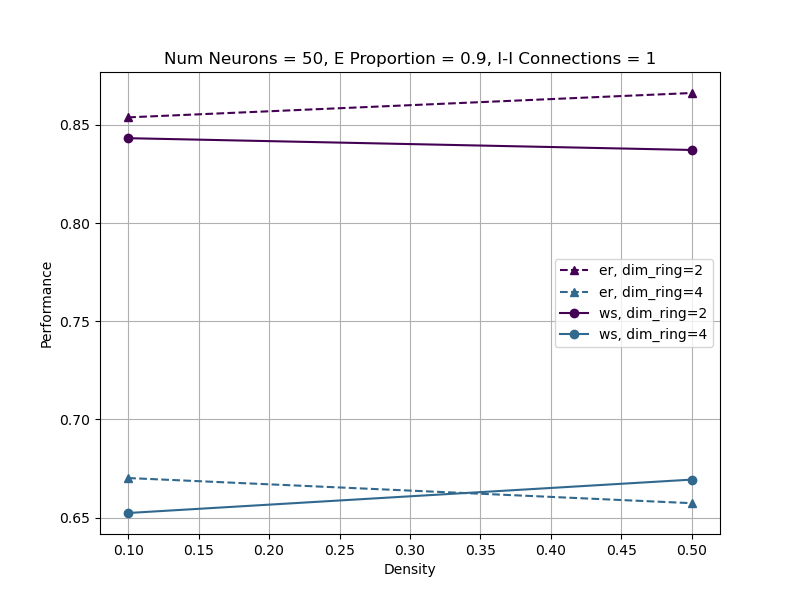 Num Neurons = 50, E Proportion = 0.9, I-I Connections = 1
Performance
0.85
0.80
0.75
0.70
0.65
er, dim_ring=2
er, dim_ring=4
ws, dim_ring=2
ws, dim_ring=4
0.10 0.15 0.20 0.25 0.30 0.35 0.40 0.45 0.50
Density